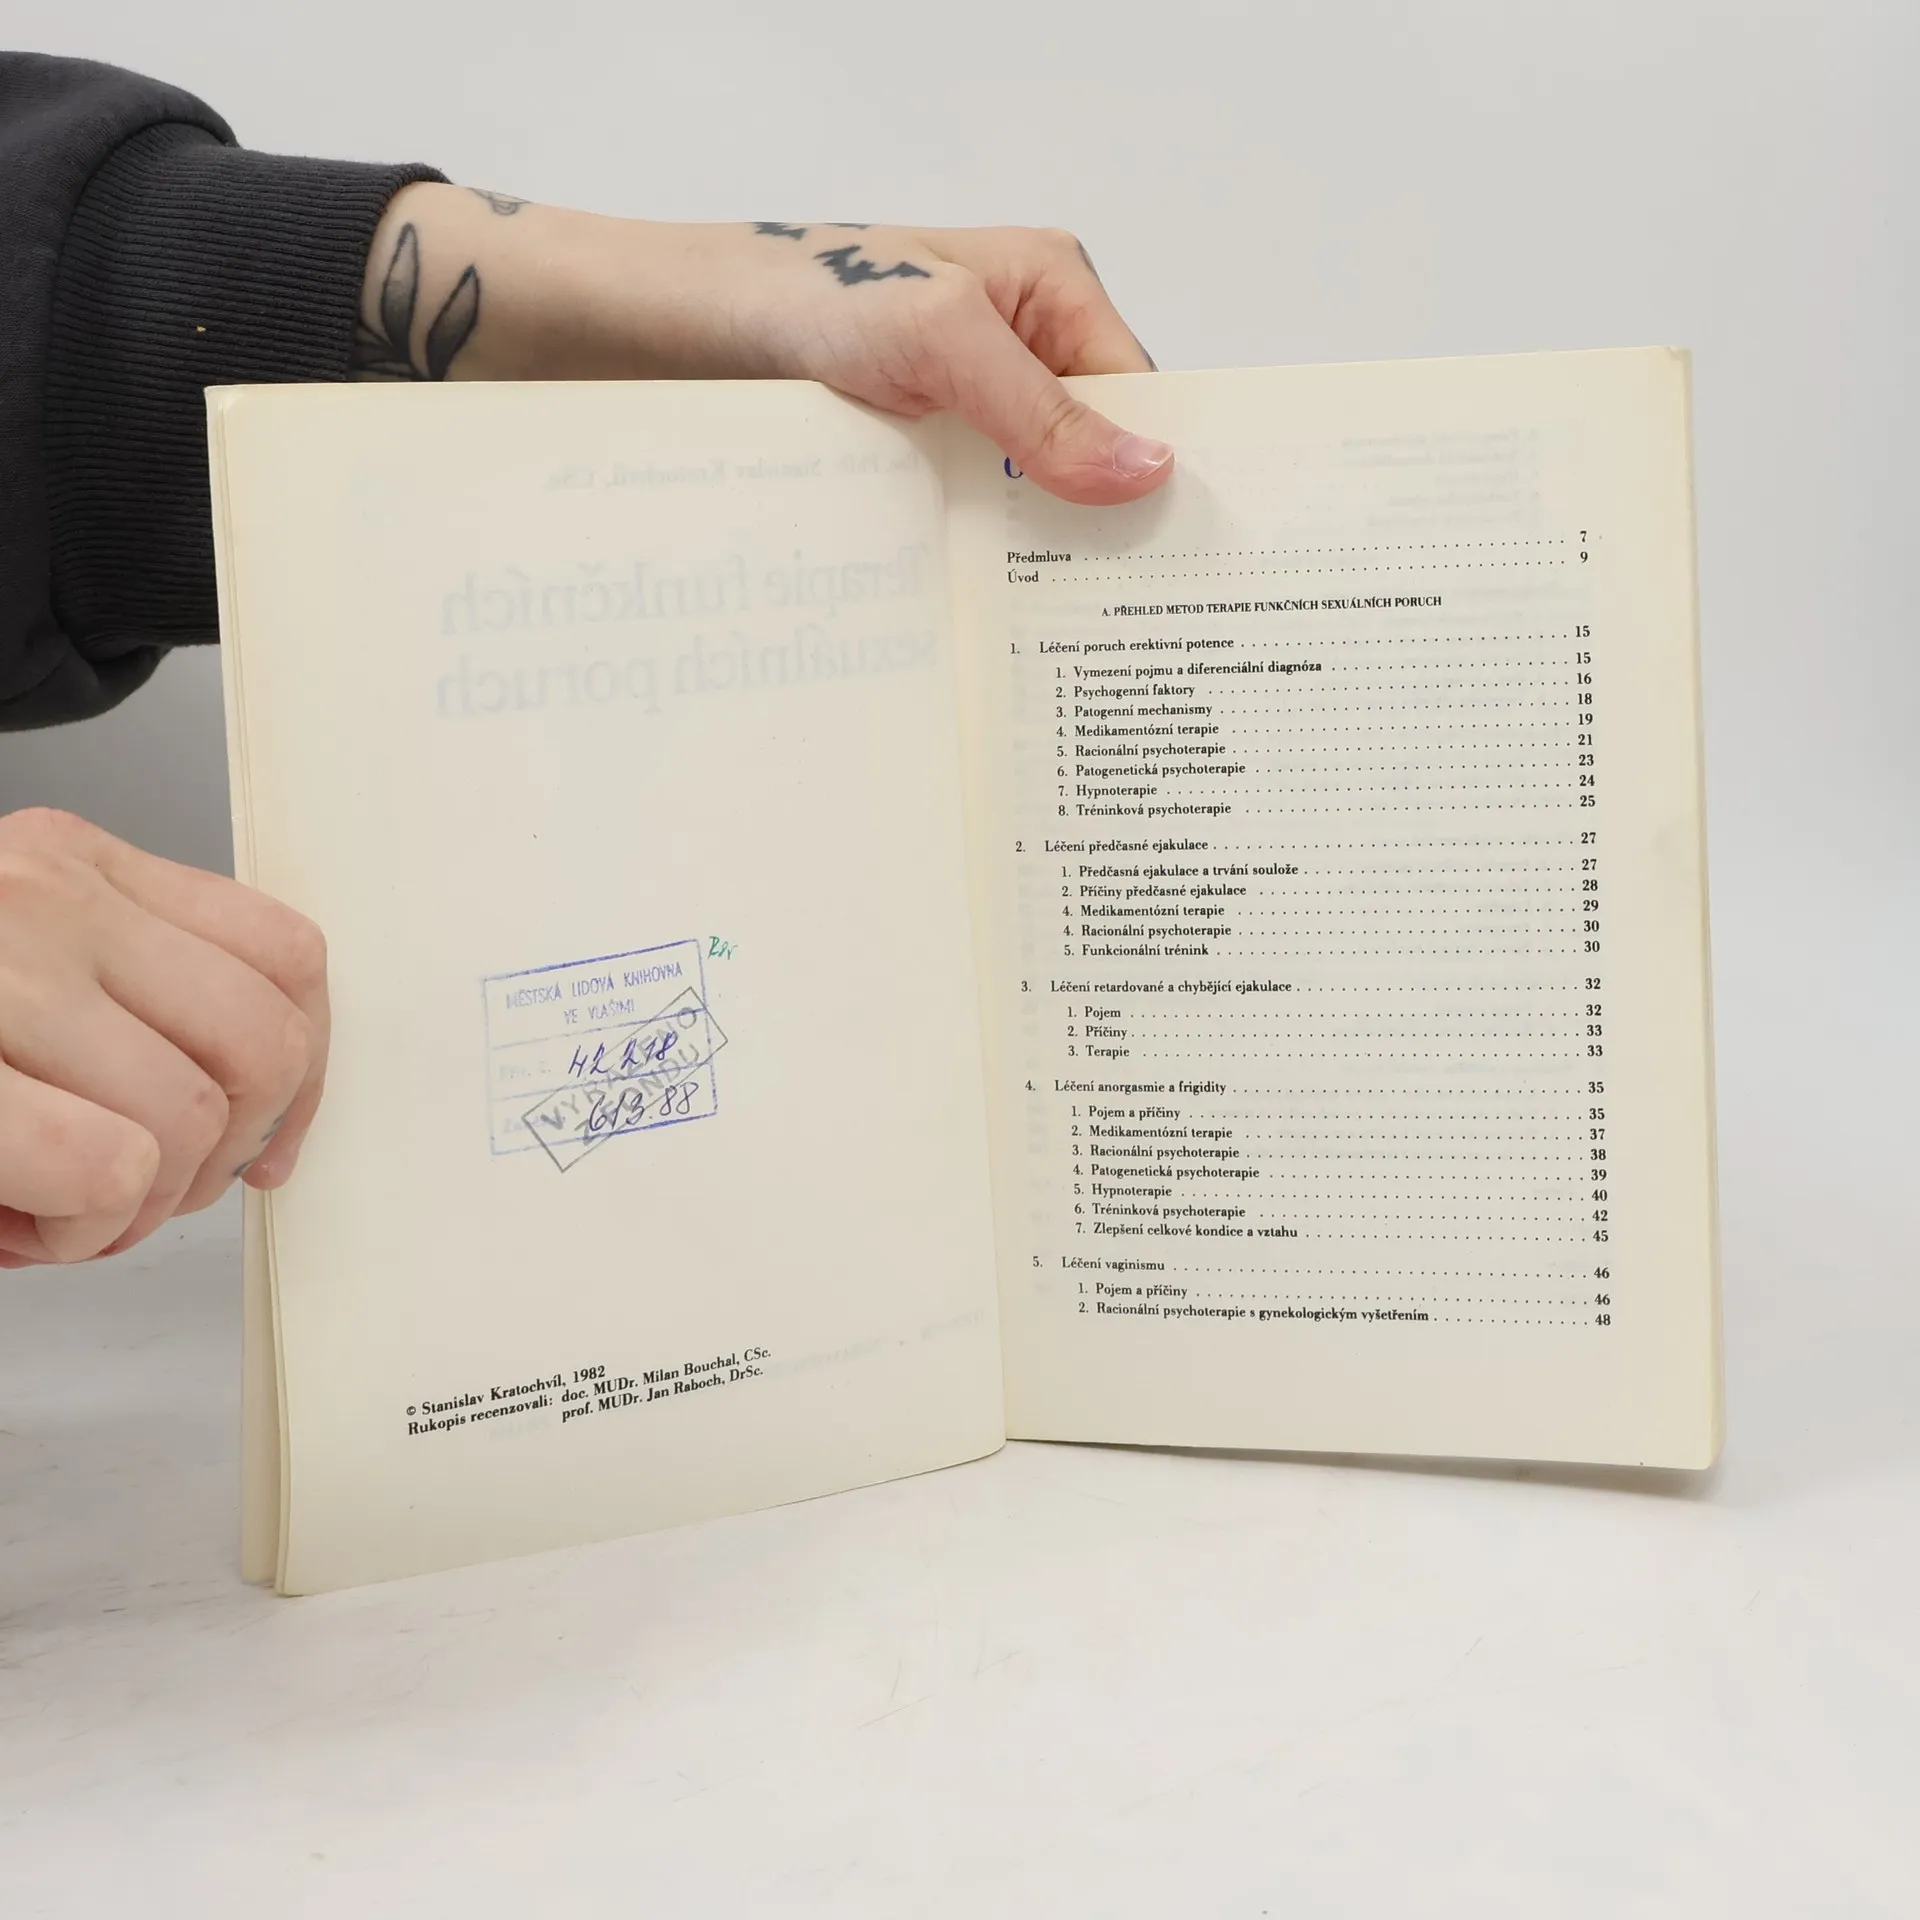 Rer
MĚSTSKÁ LIDOVÁ KNIHOVNA
VE VLAŠIMI
42 218
VYŘAZENO
Z FONDU
613.88
© Stanislav Kratochvíl, 1982
Rukopis recenzovali: doc. MUDr. Milan Bouchal, CSc.
prof. MUDr. Jan Raboch, DrSc.
Předmluva . . . . . . . . . . 7
Úvod . . . . . . . . . . 9
A. PŘEHLED METOD TERAPIE FUNKČNÍCH SEXUÁLNÍCH PORUCH
1. Léčení poruch erektivní potence . . . . . . . . . . 15
1. Vymezení pojmu a diferenciální diagnóza . . . . . . . . . . 15
2. Psychogenní faktory . . . . . . . . . . 16
3. Patogenní mechanismy . . . . . . . . . . 18
4. Medikamentózní terapie . . . . . . . . . . 19
5. Racionální psychoterapie . . . . . . . . . . 21
6. Patogenetická psychoterapie . . . . . . . . . . 23
7. Hypnoterapie . . . . . . . . . . 24
8. Tréninková psychoterapie . . . . . . . . . . 25
2. Léčení předčasné ejakulace . . . . . . . . . . 27
1. Předčasná ejakulace a trvání soulože . . . . . . . . . . 27
2. Příčiny předčasné ejakulace . . . . . . . . . . 28
4. Medikamentózní terapie . . . . . . . . . . 29
4. Racionální psychoterapie . . . . . . . . . . 30
5. Funkcionální trénink . . . . . . . . . . 30
3. Léčení retardované a chybějící ejakulace . . . . . . . . . . 32
1. Pojem . . . . . . . . . . 32
2. Příčiny . . . . . . . . . . 33
3. Terapie . . . . . . . . . . 33
4. Léčení anorgasmie a frigidity . . . . . . . . . . 35
1. Pojem a příčiny . . . . . . . . . . 35
2. Medikamentózní terapie . . . . . . . . . . 37
3. Racionální psychoterapie . . . . . . . . . . 38
4. Patogenetická psychoterapie . . . . . . . . . . 39
5. Hypnoterapie . . . . . . . . . . 40
6. Tréninková psychoterapie . . . . . . . . . . 42
7. Zlepšení celkové kondice a vztahu . . . . . . . . . . 45
5. Léčení vaginismu . . . . . . . . . . 46
1. Pojem a příčiny . . . . . . . . . . 46
2. Racionální psychoterapie s gynekologickým vyšetřením . . . . . . . . . . 48